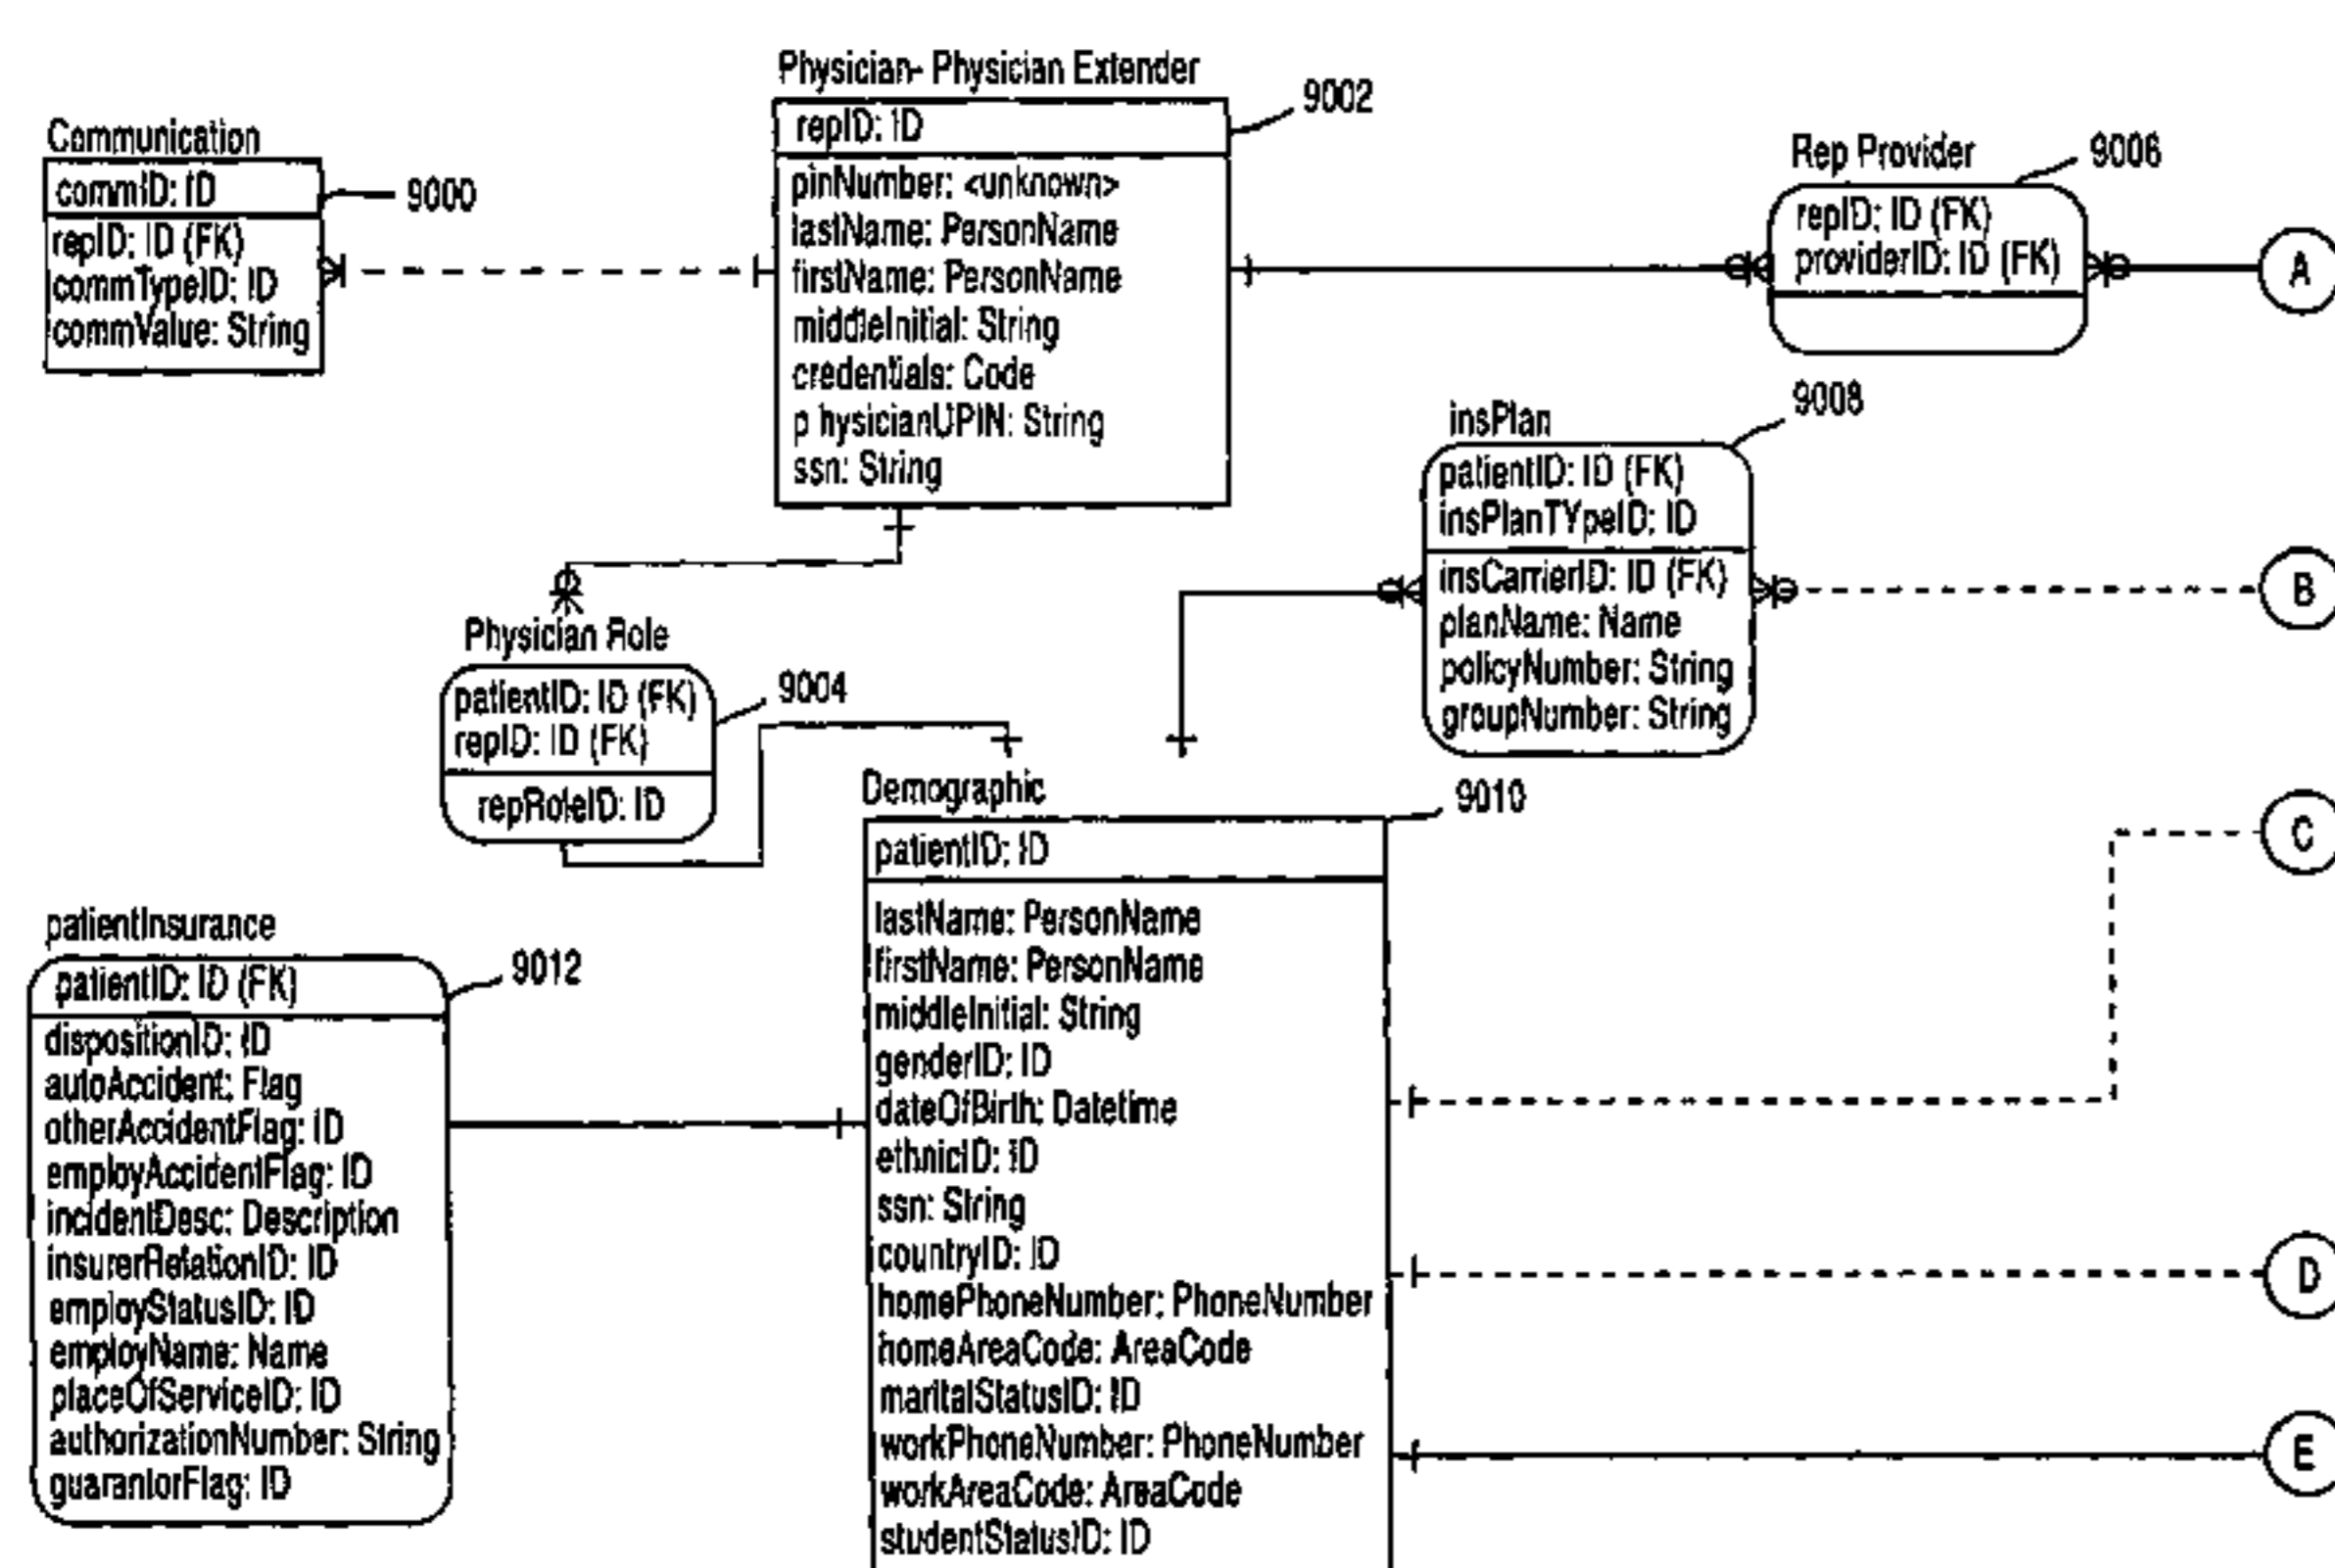 Physician- Physician Extender
9002
repID: ID
pinNumber: <unknown>
lastName: PersonName
firstName: PersonName
middleInitial: String
credentials: Code
p hysicianUPIN: String
ssn: String
Communication
9000
commID: ID
repID: ID (FK)
commTypeID: ID
commValue: String
Rep Provider
9006
repID: ID (FK)
providerID: ID (FK)
A
insPlan
9008
patientID: ID (FK)
insPlanTYpeID: ID
insCarrierID: ID (FK)
planName: Name
policyNumber: String
groupNumber: String
B
Physician Role
9004
patientID: ID (FK)
repID: ID (FK)
repRoleID: ID
Demographic
9010
patientID: ID
lastName: PersonName
firstName: PersonName
middleInitial: String
genderID: ID
dateOfBirth: Datetime
ethnicID: ID
ssn: String
countryID: ID
homePhoneNumber: PhoneNumber
homeAreaCode: AreaCode
maritalStatusID: ID
workPhoneNumber: PhoneNumber
workAreaCode: AreaCode
studentStatusID: ID
C
D
E
patientInsurance
9012
patientID: ID (FK)
dispositionID: ID
autoAccident: Flag
otherAccidentFlag: ID
employAccidentFlag: ID
incidentDesc: Description
insurerRelationID: ID
employStatusID: ID
employName: Name
placeOfServiceID: ID
authorizationNumber: String
guarantorFlag: ID